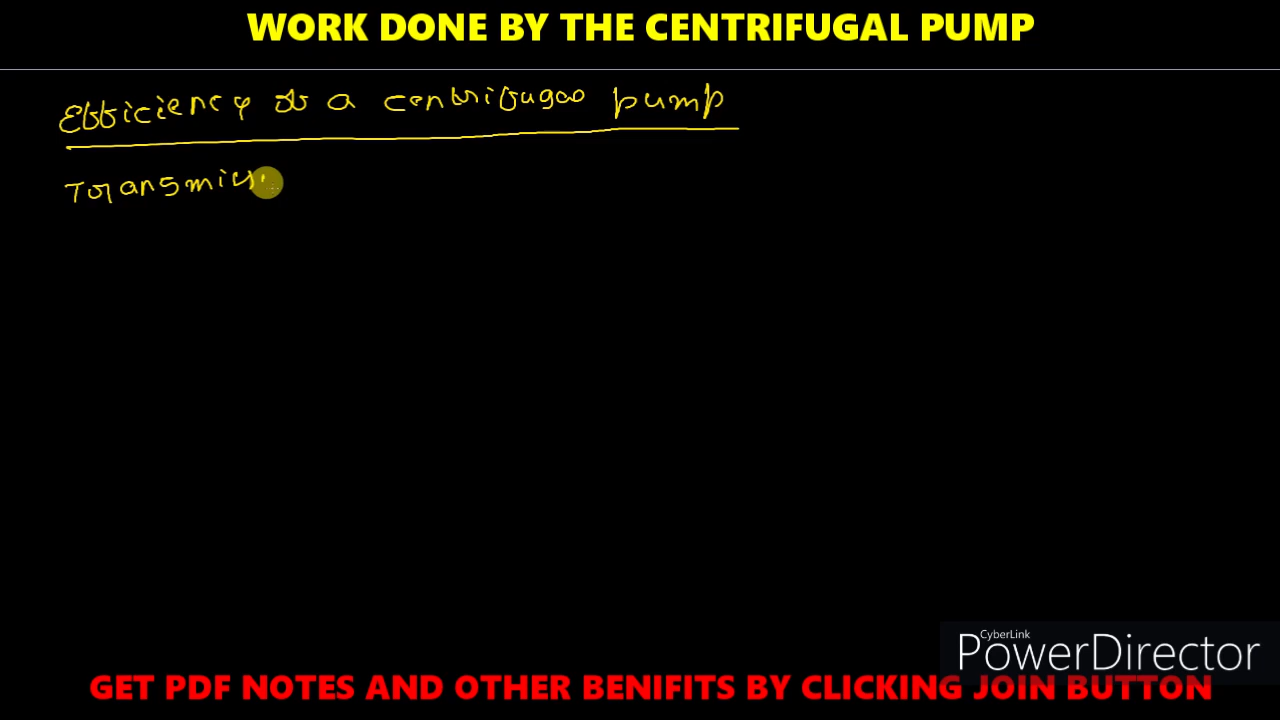 WORK DONE BY THE CENTRIFUGAL PUMP
Efficiency of a centrifugal pump
Transmis
CyberLink
PowerDirector
GET PDF NOTES AND OTHER BENIFITS BY CLICKING JOIN BUTTON